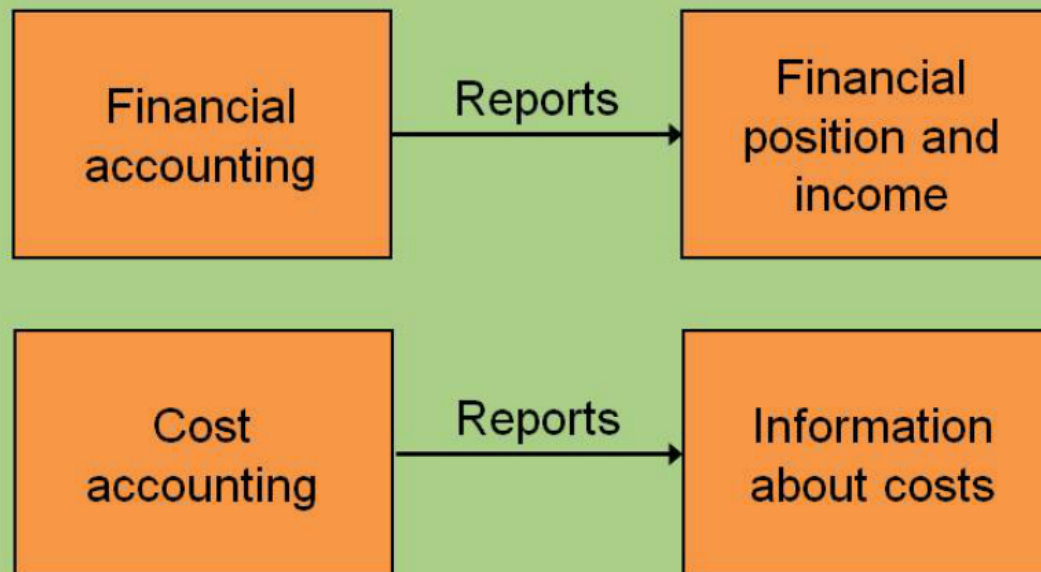 Financial
accounting
Reports
Financial
position and
income
Cost
accounting
Reports
Information
about costs